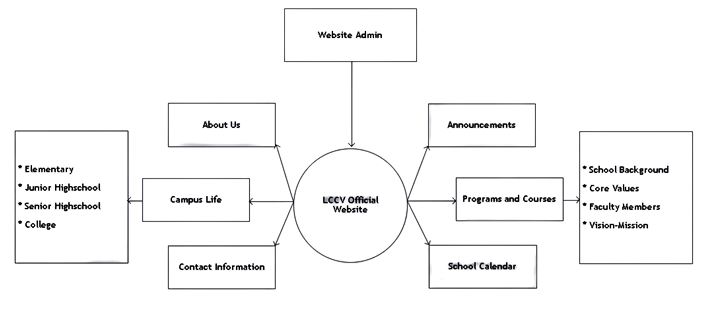 Website Admin
About Us
Announcements
* Elementary
* Junior Highschool
* Senior Highschool
* College
Campus Life
LCCV Official
Website
Programs and Courses
* School Background
* Core Values
* Faculty Members
* Vision-Mission
Contact Information
School Calendar